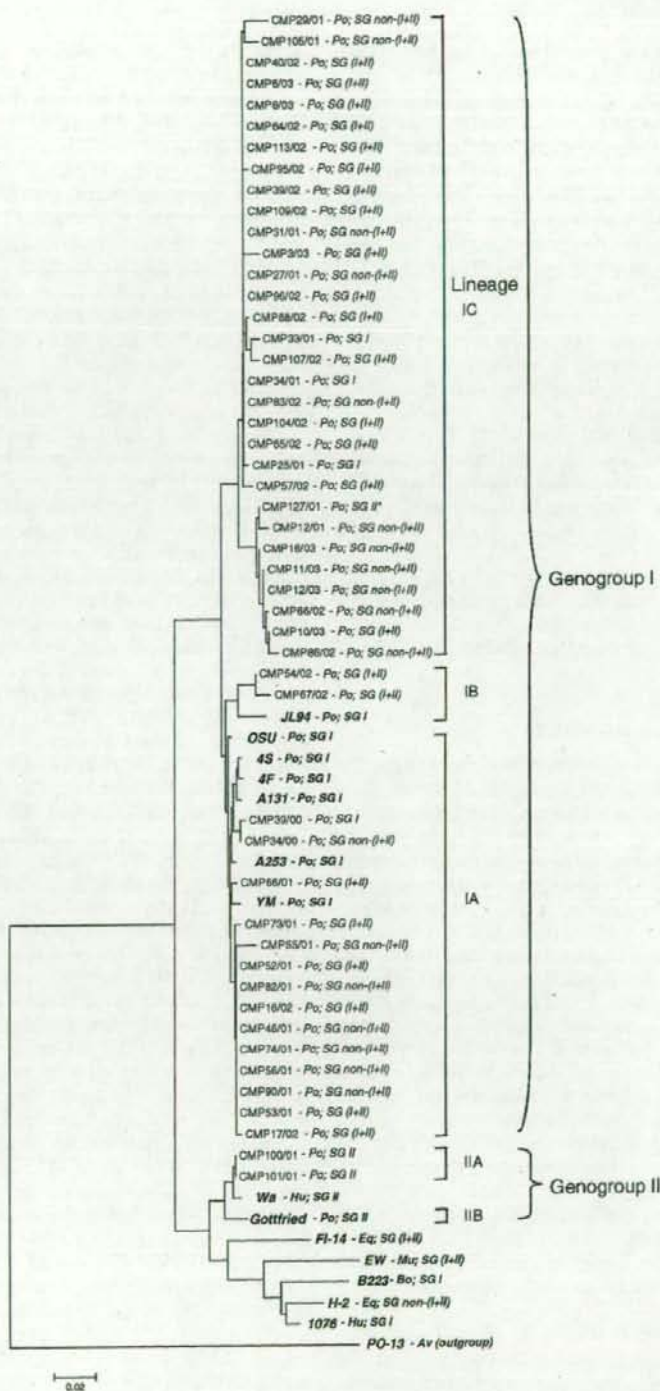 CMP29/01 - Po; SG non-(I+II)
CMP105/01 - Po; SG non-(I+II)
CMP40/02 - Po; SG (I+II)
CMP6/03 - Po; SG (I+II)
CMP8/03 - Po; SG (I+II)
CMP64/02 - Po; SG (I+II)
CMP113/02 - Po; SG (I+II)
CMP95/02 - Po; SG (I+II)
CMP39/02 - Po; SG (I+II)
CMP109/02 - Po; SG (I+II)
CMP31/01 - Po; SG non-(I+II)
CMP3/03 - Po; SG (I+II)
CMP27/01 - Po; SG non-(I+II)
CMP96/02 - Po; SG (I+II)
CMP88/02 - Po; SG (I+II)
CMP33/01 - Po; SG I
CMP107/02 - Po; SG (I+II)
CMP34/01 - Po; SG I
CMP83/02 - Po; SG non-(I+II)
CMP104/02 - Po; SG (I+II)
CMP65/02 - Po; SG (I+II)
CMP25/01 - Po; SG I
CMP57/02 - Po; SG (I+II)
CMP127/01 - Po; SG II*
CMP12/01 - Po; SG non-(I+II)
CMP16/03 - Po; SG non-(I+II)
CMP11/03 - Po; SG non-(I+II)
CMP12/03 - Po; SG non-(I+II)
CMP66/02 - Po; SG non-(I+II)
CMP10/03 - Po; SG (I+II)
CMP86/02 - Po; SG non-(I+II)
Lineage
IC
CMP54/02 - Po; SG (I+II)
CMP67/02 - Po; SG (I+II)
JL94 - Po; SG I
IB
OSU - Po; SG I
4S - Po; SG I
4F - Po; SG I
A131 - Po; SG I
CMP39/00 - Po; SG I
CMP34/00 - Po; SG non-(I+II)
A253 - Po; SG I
CMP66/01 - Po; SG (I+II)
YM - Po; SG I
CMP73/01 - Po; SG (I+II)
CMP55/01 - Po; SG non-(I+II)
CMP52/01 - Po; SG (I+II)
CMP82/01 - Po; SG non-(I+II)
CMP16/02 - Po; SG (I+II)
CMP46/01 - Po; SG non-(I+II)
CMP74/01 - Po; SG non-(I+II)
CMP56/01 - Po; SG non-(I+II)
CMP90/01 - Po; SG non-(I+II)
CMP53/01 - Po; SG (I+II)
CMP17/02 - Po; SG (I+II)
IA
Genogroup I
CMP100/01 - Po; SG II
CMP101/01 - Po; SG II
IIA
Wa - Hu; SG II
Gottfried - Po; SG II
IIB
Genogroup II
FI-14 - Eq; SG (I+II)
EW - Mu; SG (I+II)
B223 - Bo; SG I
H-2 - Eq; SG non-(I+II)
1076 - Hu; SG I
PO-13 - Av (outgroup)
0.02